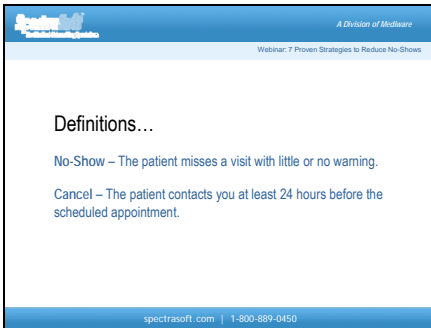 SpectraSoft
A Division of Mediware
Webinar: 7 Proven Strategies to Reduce No-Shows
Definitions…
No-Show – The patient misses a visit with little or no warning.
Cancel – The patient contacts you at least 24 hours before the
scheduled appointment.
spectrasoft.com | 1-800-889-0450